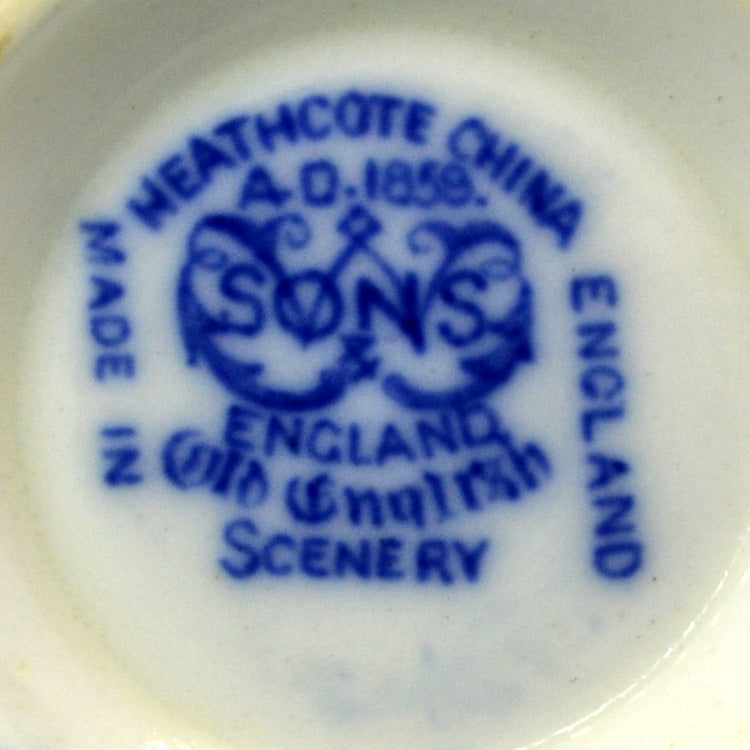 HEATHCOTE CHINA
A.D. 1858.
SONS
&
ENGLAND
Old English
SCENERY
MADE IN
ENGLAND